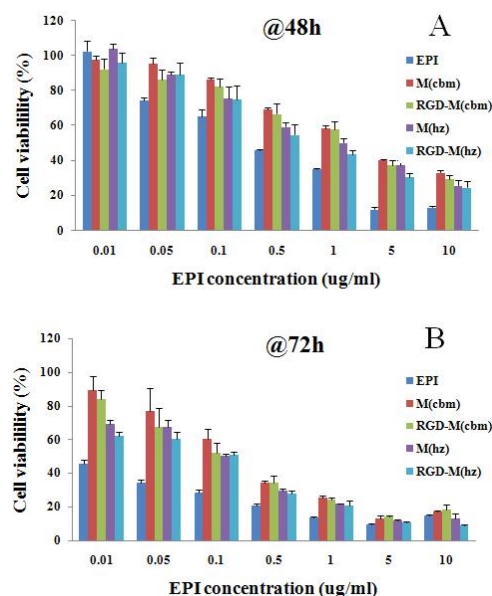 @48h
A
120
100
80
60
40
20
0
Cell viablility (%)
EPI
M(cbm)
RGD-M(cbm)
M(hz)
RGD-M(hz)
0.01 0.05 0.1 0.5 1 5 10
EPI concentration (ug/ml)
@72h
B
120
100
80
60
40
20
0
Cell viablility (%)
EPI
M(cbm)
RGD-M(cbm)
M(hz)
RGD-M(hz)
0.01 0.05 0.1 0.5 1 5 10
EPI concentration (ug/ml)